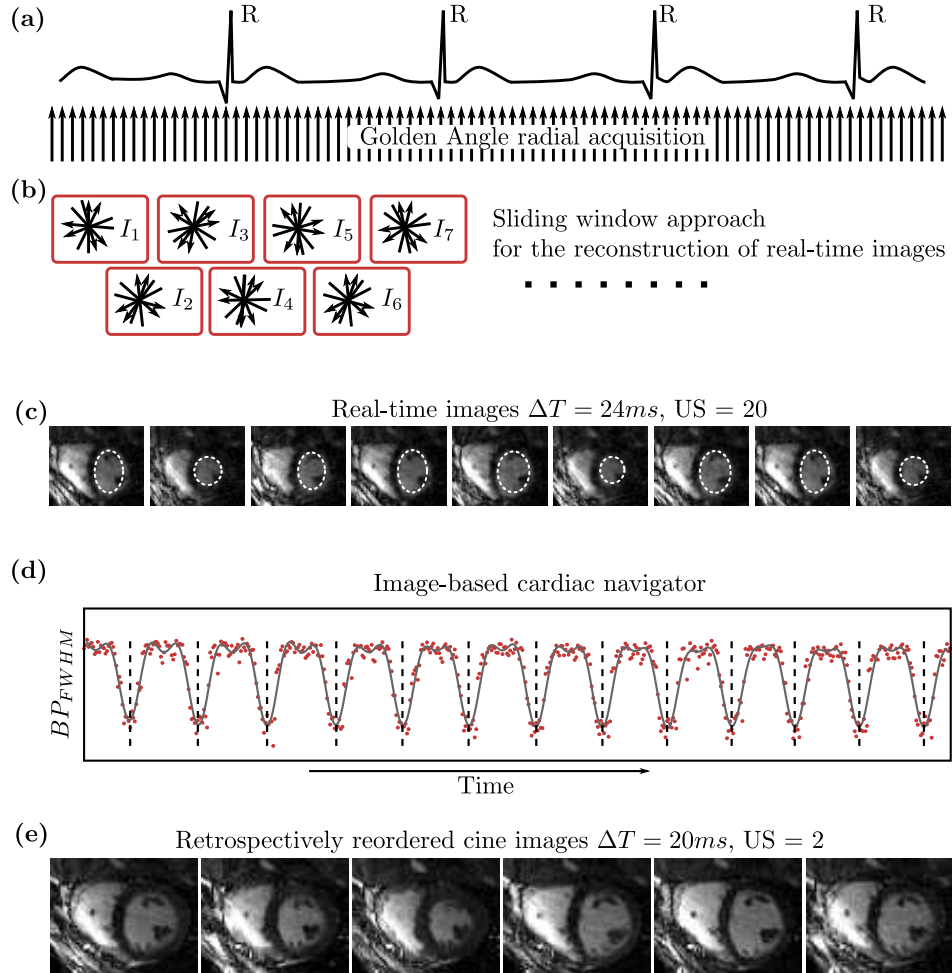 (a)
R R R R
Golden Angle radial acquisition
(b)
I1 I3 I5 I7
I2 I4 I6
Sliding window approach
for the reconstruction of real-time images
(c)
Real-time images ΔT = 24ms, US = 20
(d)
Image-based cardiac navigator
BP_FWHM
Time
(e)
Retrospectively reordered cine images ΔT = 20ms, US = 2